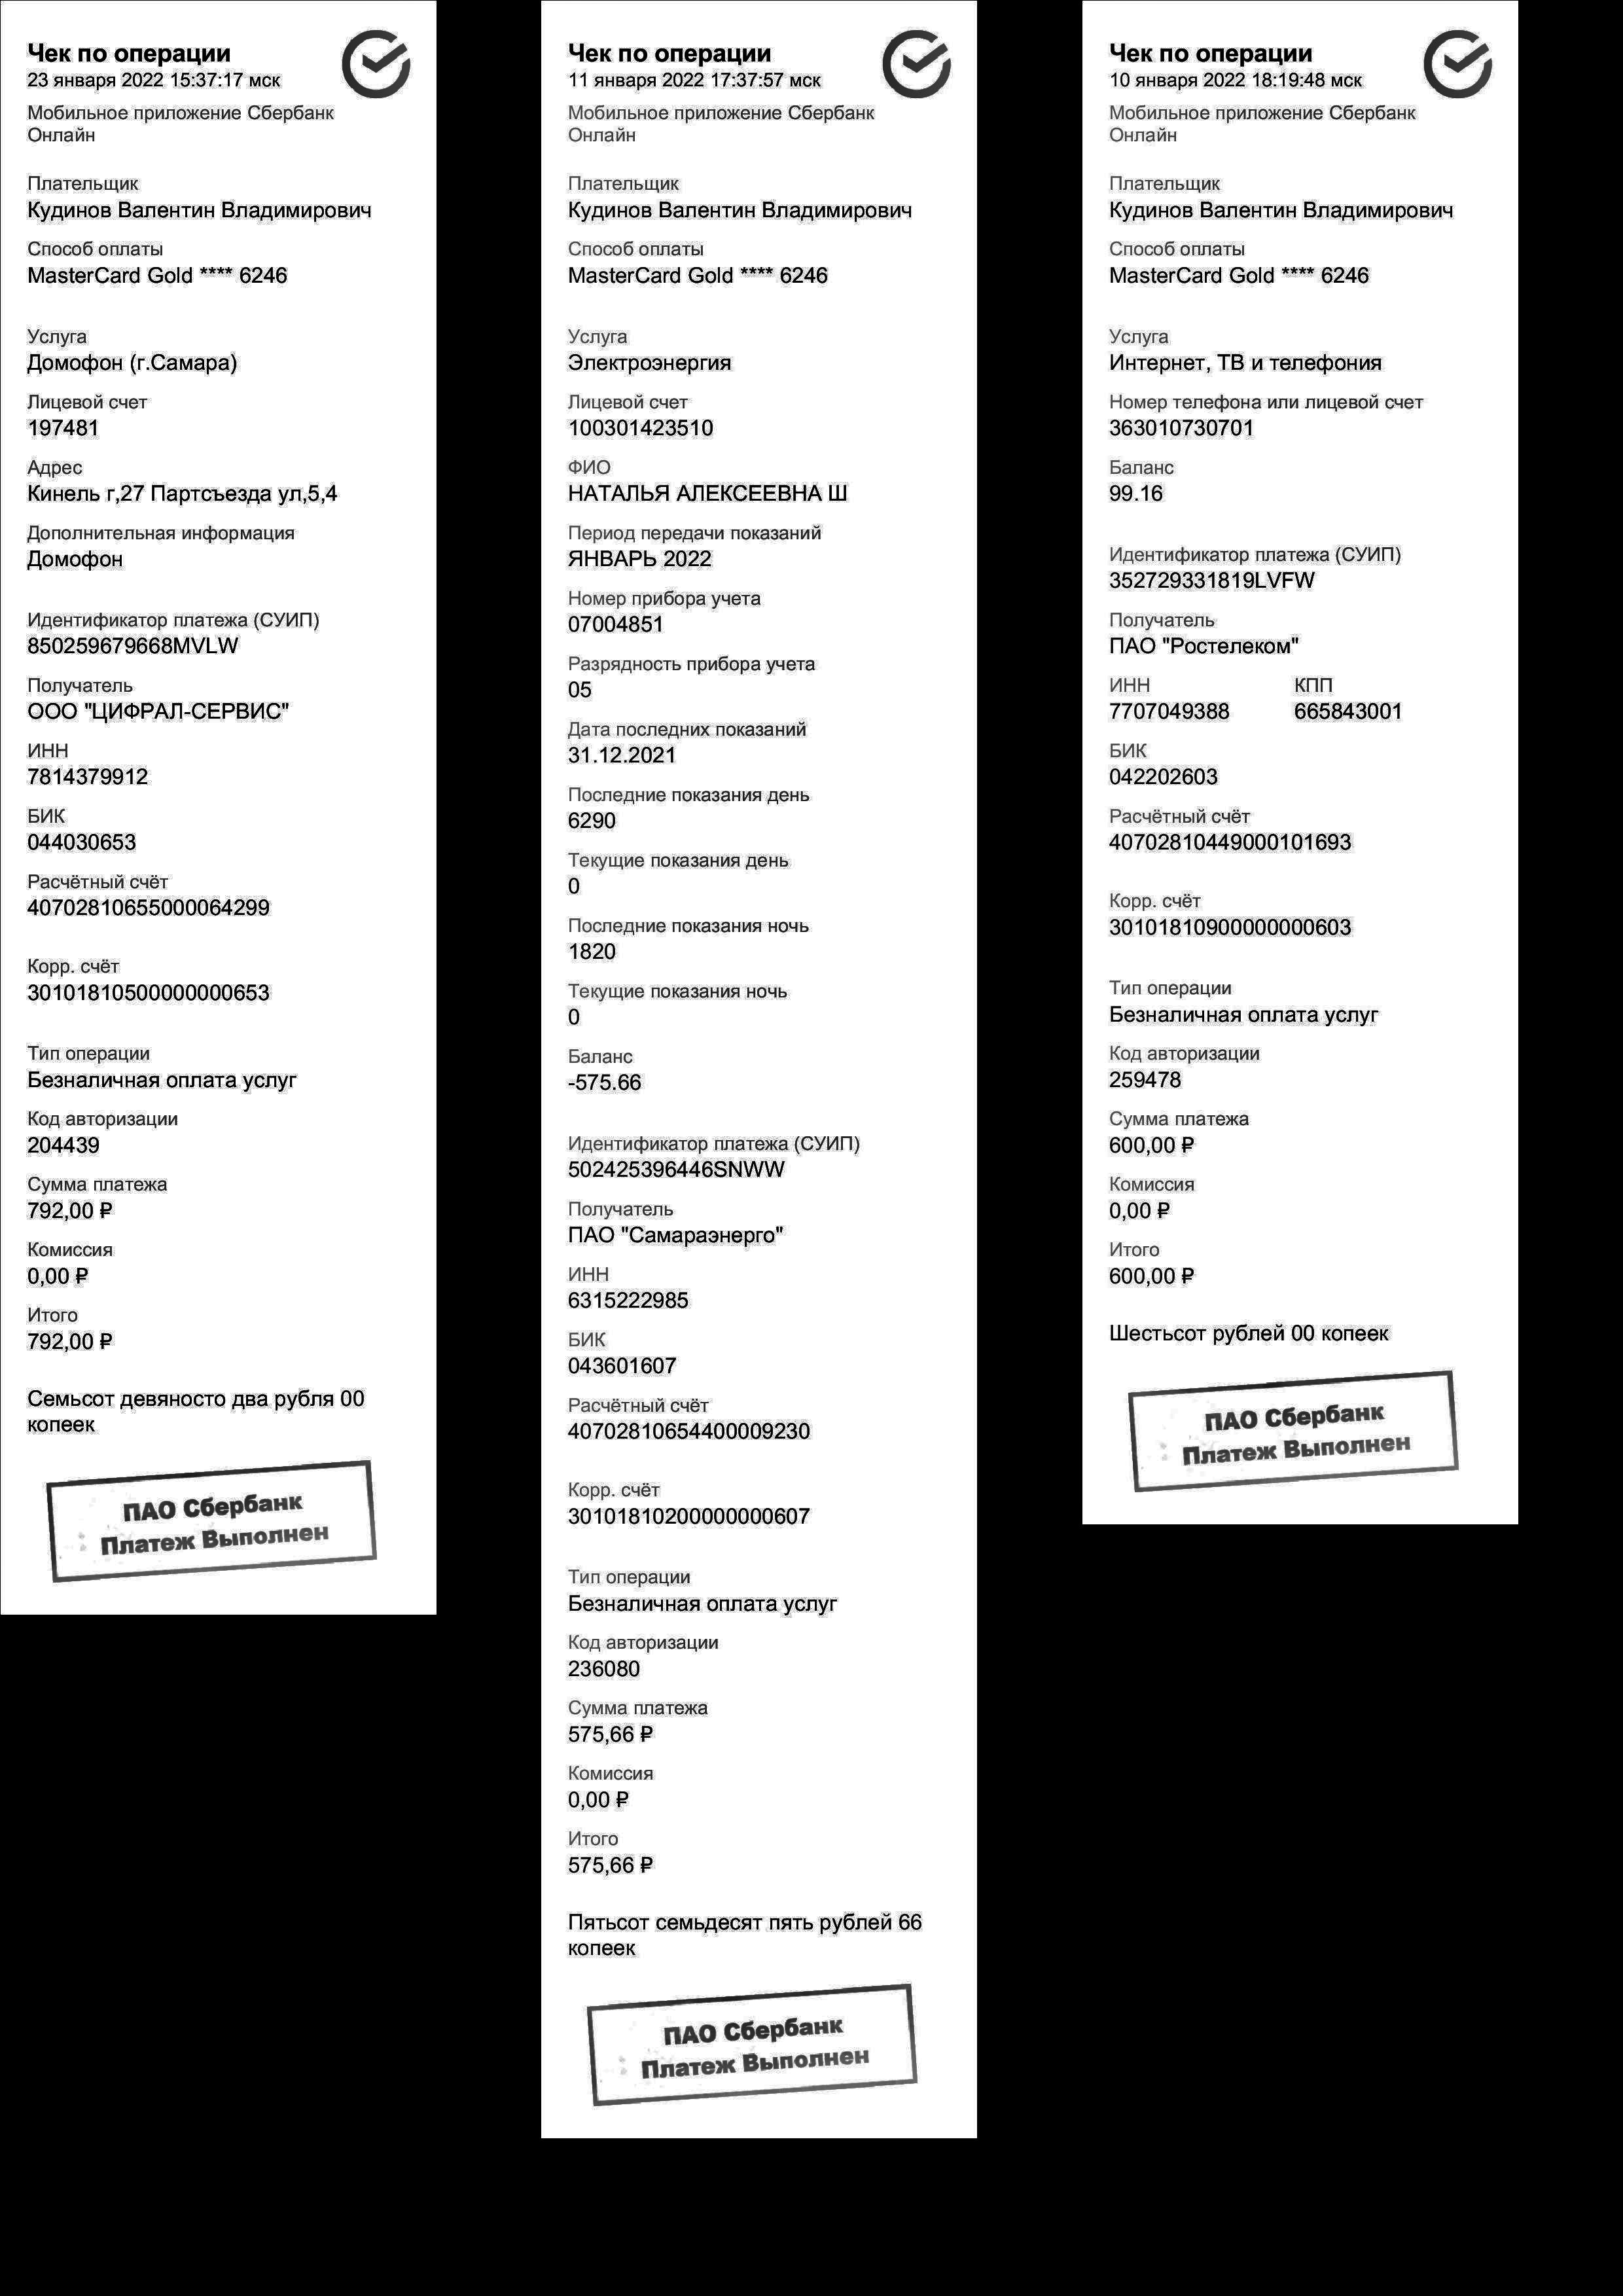 Чек по операции
23 января 2022 15:37:17 мск
Мобильное приложение Сбербанк
Онлайн
Плательщик
Кудинов Валентин Владимирович
Способ оплаты
MasterCard Gold **** 6246
Услуга
Домофон (г.Самара)
Лицевой счет
197481
Адрес
Кинель г,27 Партсъезда ул,5,4
Дополнительная информация
Домофон
Идентификатор платежа (СУИП)
850259679668MVLW
Получатель
ООО "ЦИФРАЛ-СЕРВИС"
ИНН
7814379912
БИК
044030653
Расчётный счёт
40702810655000064299
Корр. счёт
30101810500000000653
Тип операции
Безналичная оплата услуг
Код авторизации
204439
Сумма платежа
792,00 ₽
Комиссия
0,00 ₽
Итого
792,00 ₽
Семьсот девяносто два рубля 00
копеек
ПАО Сбербанк
Платеж Выполнен
Чек по операции
11 января 2022 17:37:57 мск
Мобильное приложение Сбербанк
Онлайн
Плательщик
Кудинов Валентин Владимирович
Способ оплаты
MasterCard Gold **** 6246
Услуга
Электроэнергия
Лицевой счет
100301423510
ФИО
НАТАЛЬЯ АЛЕКСЕЕВНА Ш
Период передачи показаний
ЯНВАРЬ 2022
Номер прибора учета
07004851
Разрядность прибора учета
05
Дата последних показаний
31.12.2021
Последние показания день
6290
Текущие показания день
0
Последние показания ночь
1820
Текущие показания ночь
0
Баланс
-575.66
Идентификатор платежа (СУИП)
502425396446SNWW
Получатель
ПАО "Самараэнерго"
ИНН
6315222985
БИК
043601607
Расчётный счёт
40702810654400009230
Корр. счёт
30101810200000000607
Тип операции
Безналичная оплата услуг
Код авторизации
236080
Сумма платежа
575,66 ₽
Комиссия
0,00 ₽
Итого
575,66 ₽
Пятьсот семьдесят пять рублей 66
копеек
ПАО Сбербанк
Платеж Выполнен
Чек по операции
10 января 2022 18:19:48 мск
Мобильное приложение Сбербанк
Онлайн
Плательщик
Кудинов Валентин Владимирович
Способ оплаты
MasterCard Gold **** 6246
Услуга
Интернет, ТВ и телефония
Номер телефона или лицевой счет
363010730701
Баланс
99.16
Идентификатор платежа (СУИП)
352729331819LVFW
Получатель
ПАО "Ростелеком"
ИНН КПП
7707049388 665843001
БИК
042202603
Расчётный счёт
40702810449000101693
Корр. счёт
30101810900000000603
Тип операции
Безналичная оплата услуг
Код авторизации
259478
Сумма платежа
600,00 ₽
Комиссия
0,00 ₽
Итого
600,00 ₽
Шестьсот рублей 00 копеек
ПАО Сбербанк
Платеж Выполнен